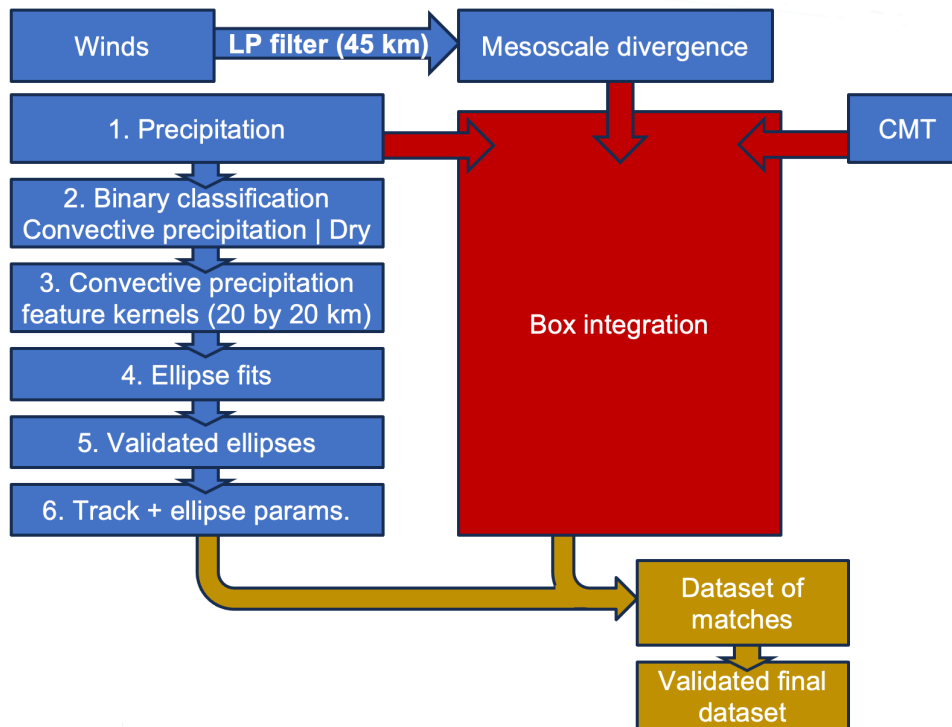 Winds
LP filter (45 km)
Mesoscale divergence
1. Precipitation
CMT
2. Binary classification
Convective precipitation | Dry
3. Convective precipitation
feature kernels (20 by 20 km)
Box integration
4. Ellipse fits
5. Validated ellipses
6. Track + ellipse params.
Dataset of
matches
Validated final
dataset